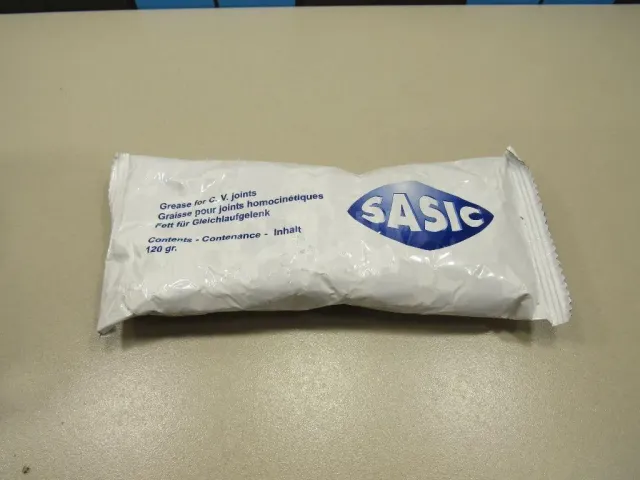 Grease for C. V. joints
Graisse pour joints homocinétiques
Fett für Gleichlaufgelenk
Contents - Contenance - Inhalt
120 gr.
SASIC